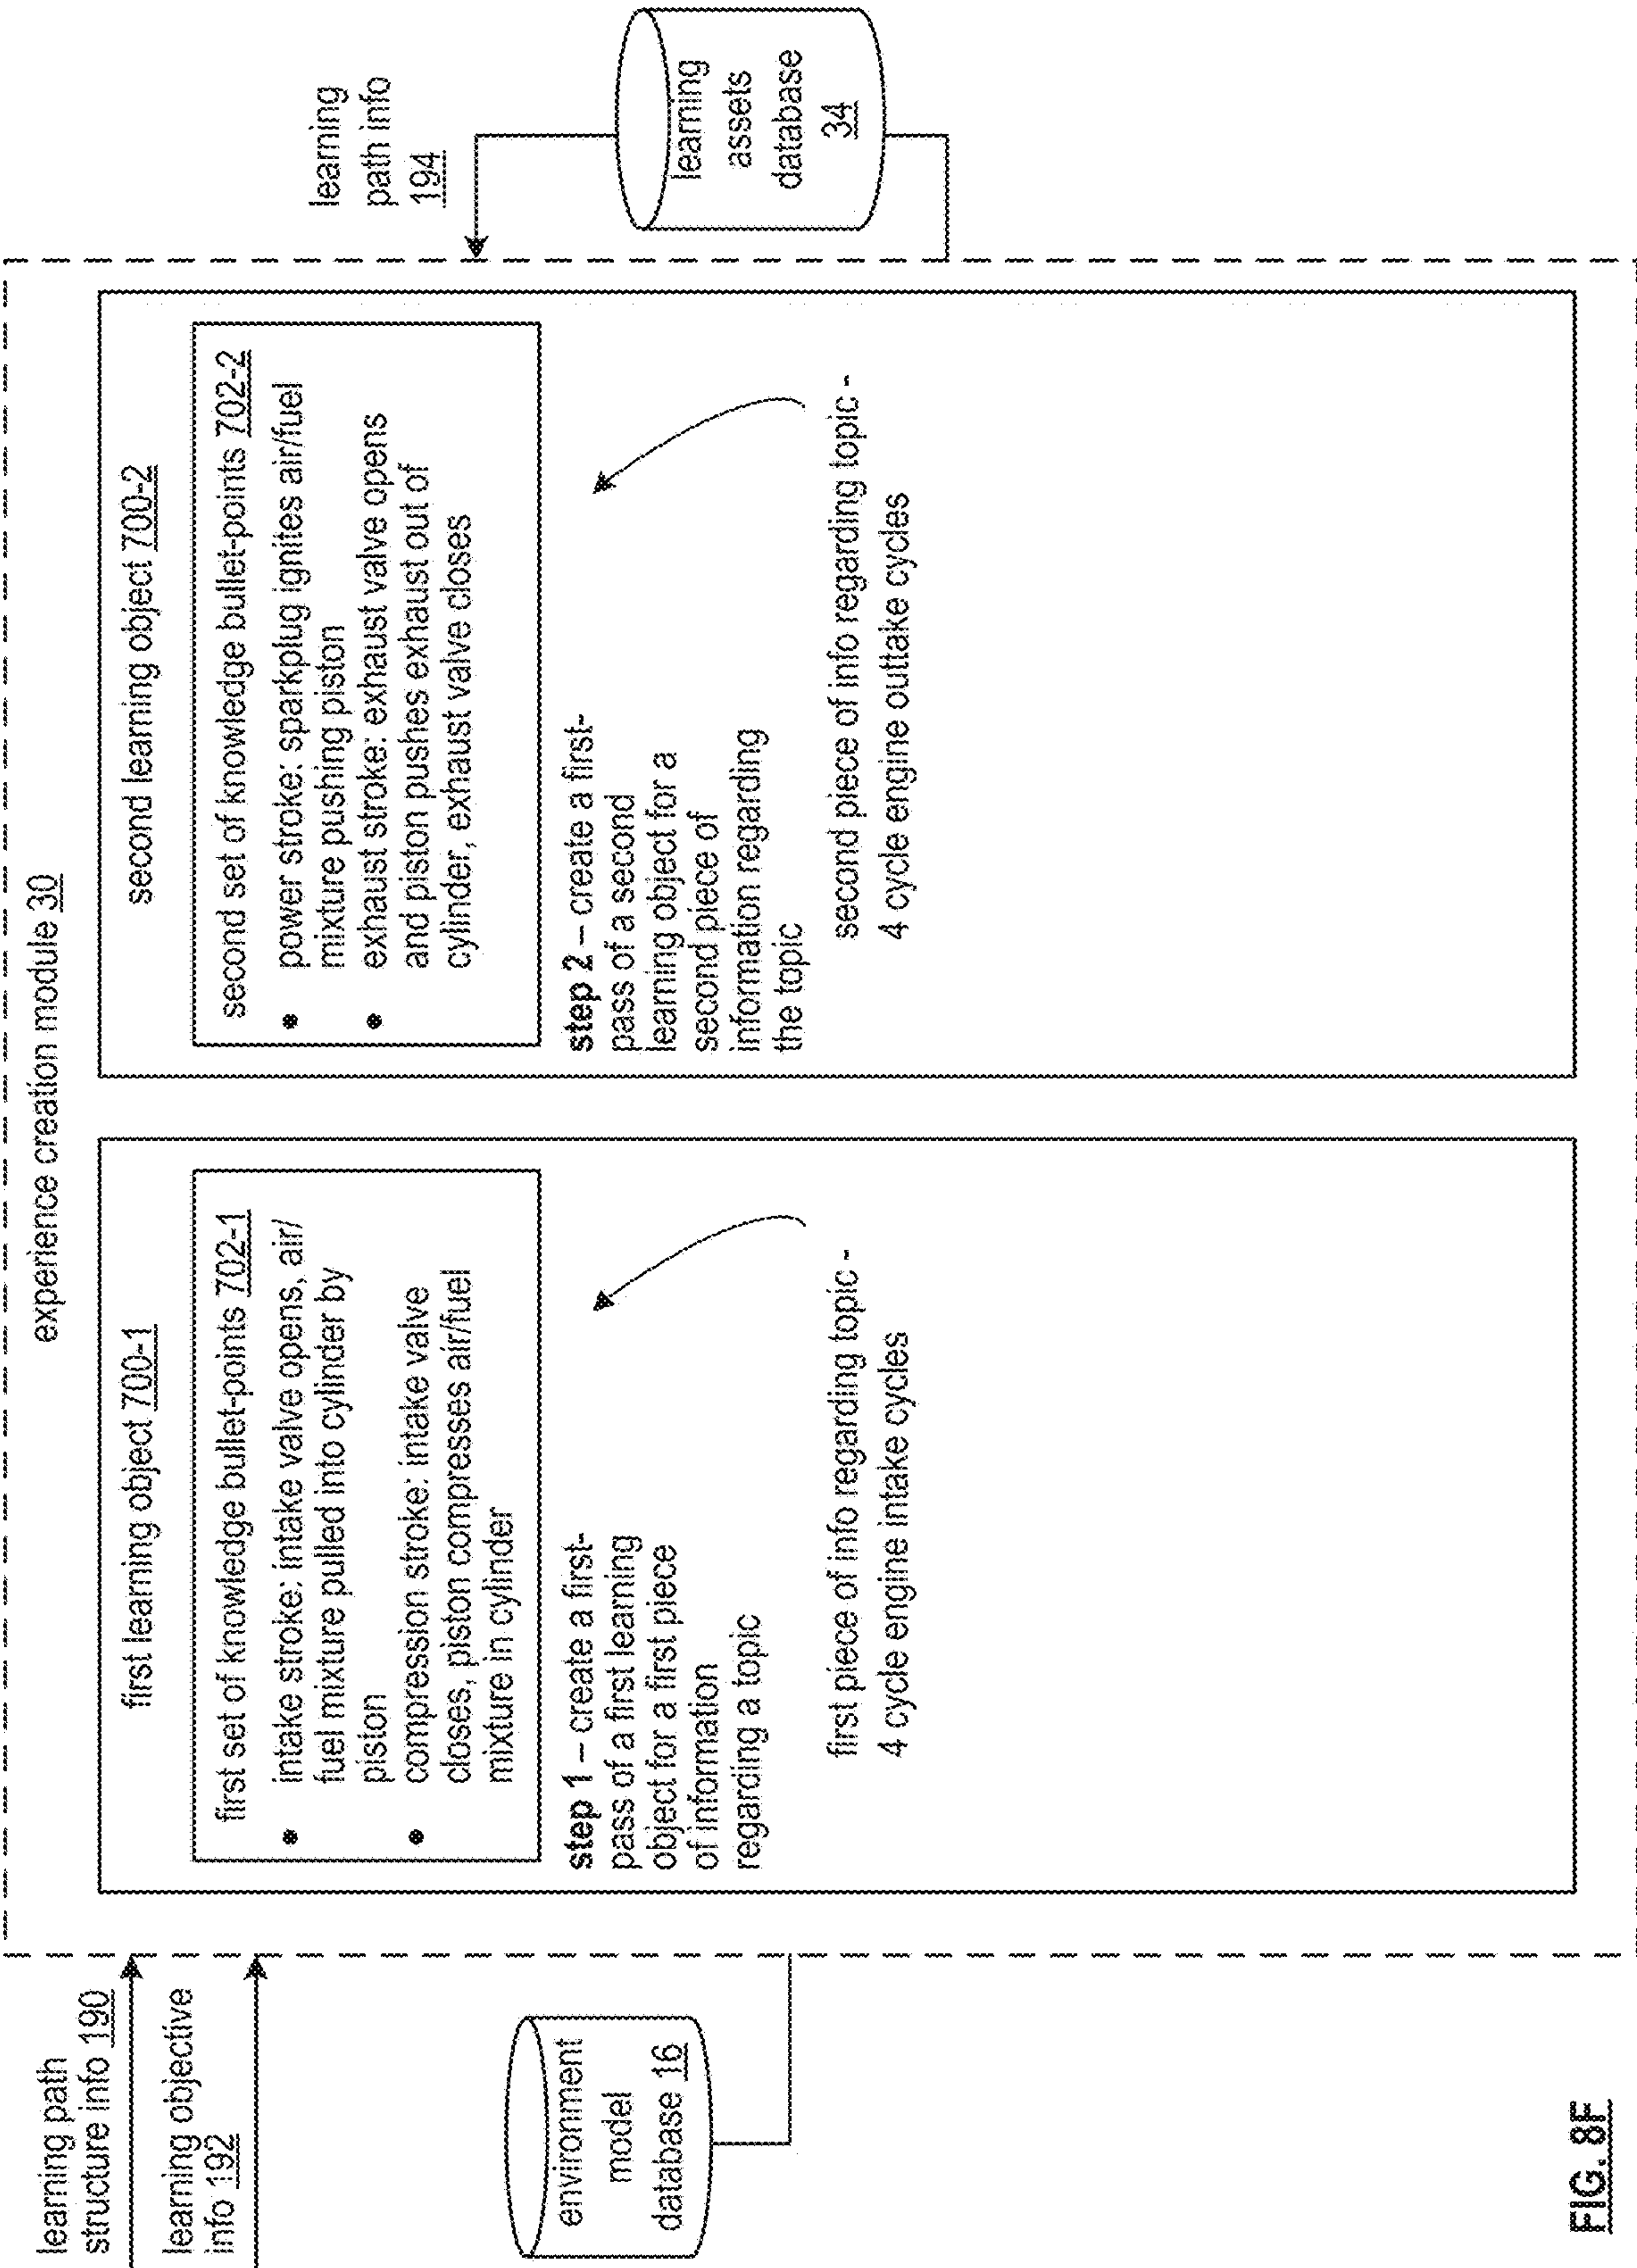 experience creation module 30
learning path
structure info 190
learning objective
info 192
environment
model
database 16
first learning object 700-1
first set of knowledge bullet-points 702-1
• intake stroke: intake valve opens, air/
fuel mixture pulled into cylinder by
piston
• compression stroke: intake valve
closes, piston compresses air/fuel
mixture in cylinder
step 1 – create a first-
pass of a first learning
object for a first piece
of information
regarding a topic
first piece of info regarding topic -
4 cycle engine intake cycles
second learning object 700-2
second set of knowledge bullet-points 702-2
• power stroke: sparkplug ignites air/fuel
mixture pushing piston
• exhaust stroke: exhaust valve opens
and piston pushes exhaust out of
cylinder, exhaust valve closes
step 2 – create a first-
pass of a second
learning object for a
second piece of
information regarding
the topic
second piece of info regarding topic -
4 cycle engine outtake cycles
learning
path info
194
learning
assets
database
34
FIG. 8F